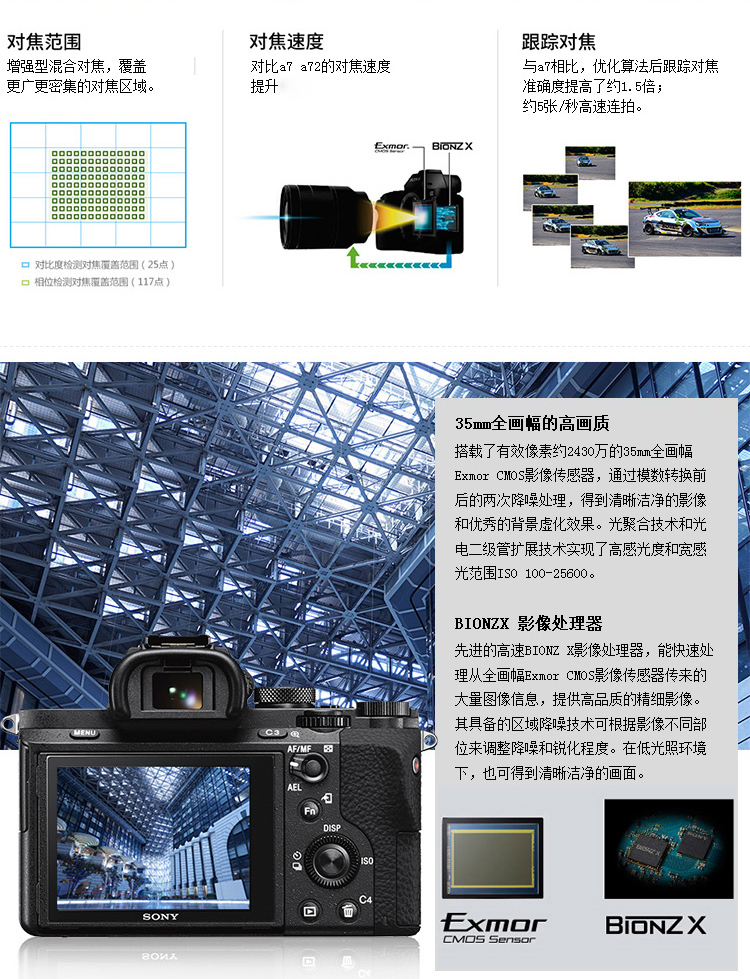 对焦范围
增强型混合对焦，覆盖
更广更密集的对焦区域。
对比度检测对焦覆盖范围（25点）
相位检测对焦覆盖范围（117点）
对焦速度
对比a7 a72的对焦速度
提升
Exmor.
CMOS Sensor
BIONZ X
跟踪对焦
与a7相比，优化算法后跟踪对焦
准确度提高了约1.5倍；
约5张/秒高速连拍。
35mm全画幅的高画质
搭载了有效像素约2430万的35mm全画幅
Exmor CMOS影像传感器，通过模数转换前
后的两次降噪处理，得到清晰洁净的影像
和优秀的背景虚化效果。光聚合技术和光
电二级管扩展技术实现了高感光度和宽感
光范围ISO 100-25600。
BIONZX 影像处理器
先进的高速BIONZ X影像处理器，能快速处
理从全画幅Exmor CMOS影像传感器传来的
大量图像信息，提供高品质的精细影像。
其具备的区域降噪技术可根据影像不同部
位来调整降噪和锐化程度。在低光照环境
下，也可得到清晰洁净的画面。
MENU
C3
AF/MF
AEL
Fn
DISP
ISO
C4
SONY
BIONZ X
Exmor
CMOS Sensor
BIONZ X